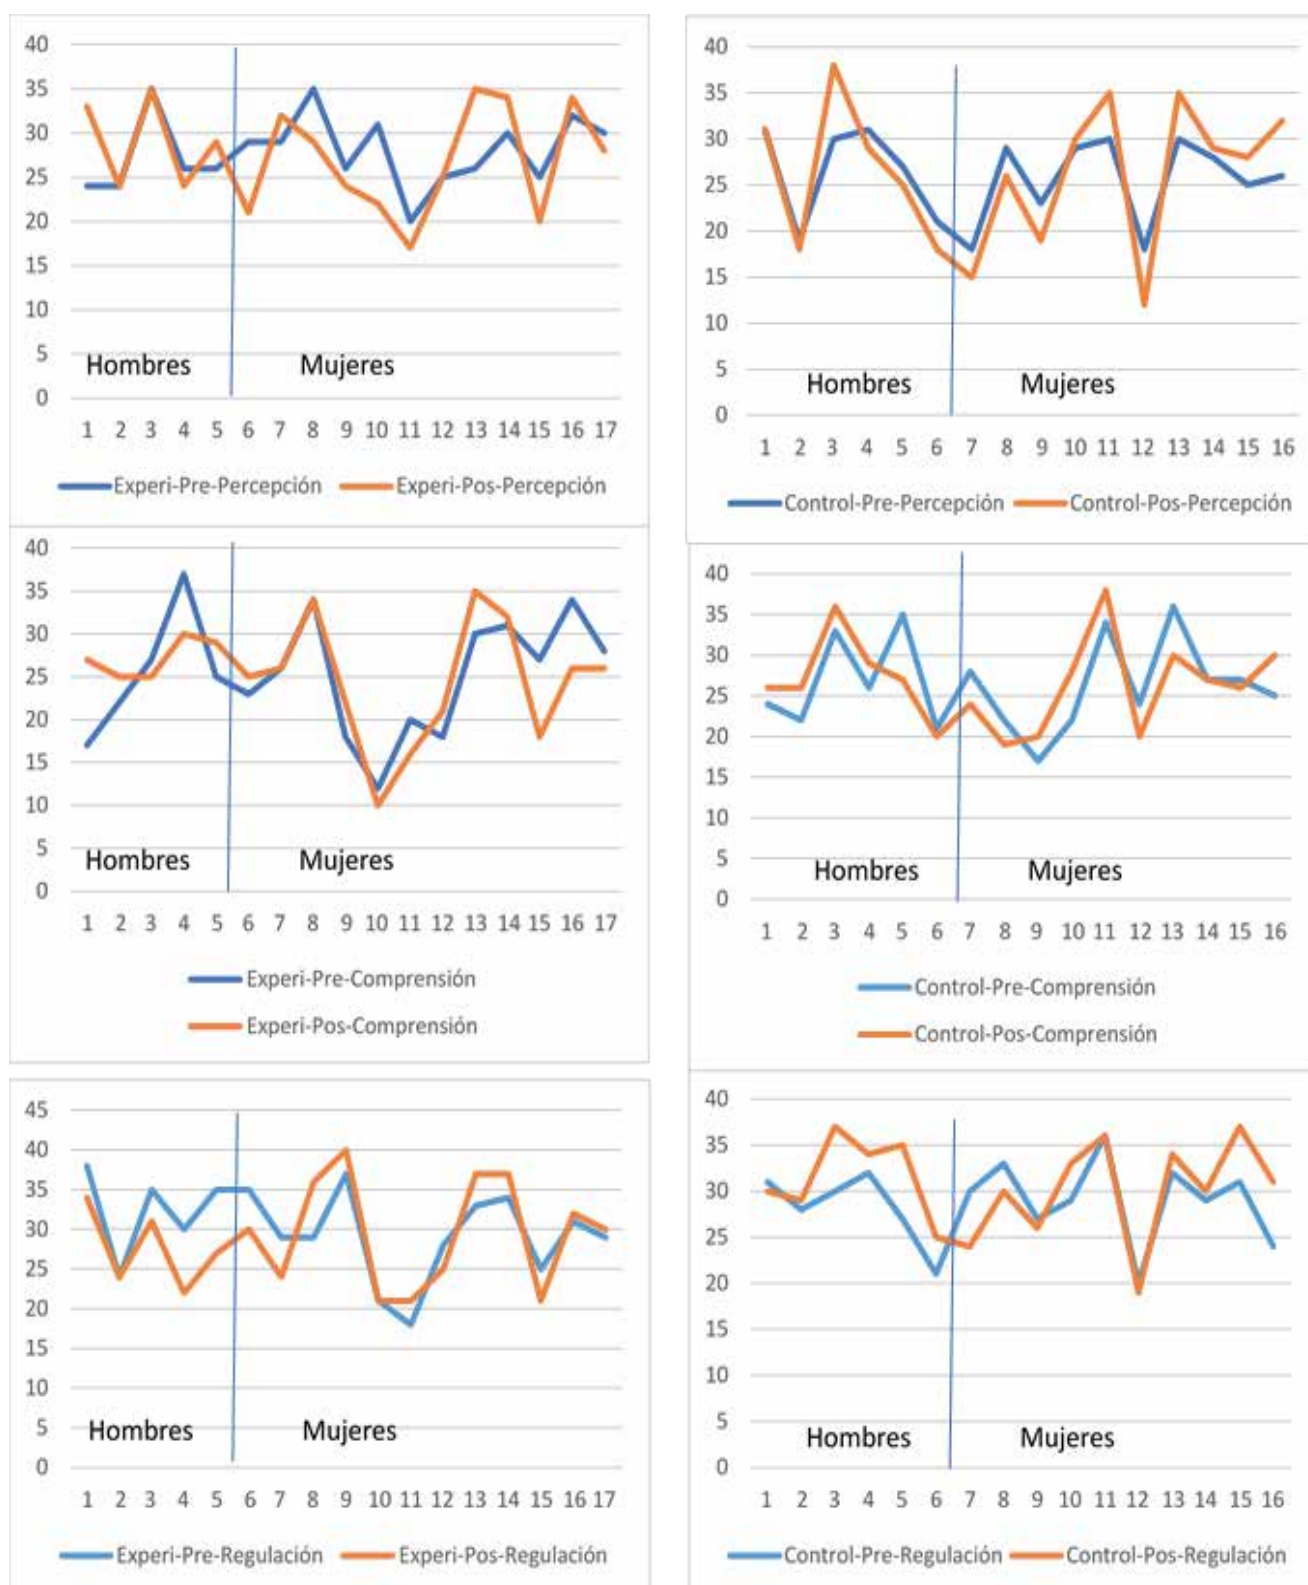 40
35
30
25
20
15
10
5
0
Hombres
Mujeres
1 2 3 4 5 6 7 8 9 10 11 12 13 14 15 16 17
Experi-Pre-Percepción Experi-Pos-Percepción
40
35
30
25
20
15
10
5
0
Hombres
Mujeres
1 2 3 4 5 6 7 8 9 10 11 12 13 14 15 16
Control-Pre-Percepción Control-Pos-Percepción
40
35
30
25
20
15
10
5
0
Hombres
Mujeres
1 2 3 4 5 6 7 8 9 10 11 12 13 14 15 16 17
Experi-Pre-Comprensión
Experi-Pos-Comprensión
40
35
30
25
20
15
10
5
0
Hombres
Mujeres
1 2 3 4 5 6 7 8 9 10 11 12 13 14 15 16
Control-Pre-Comprensión
Control-Pos-Comprensión
45
40
35
30
25
20
15
10
5
0
Hombres
Mujeres
1 2 3 4 5 6 7 8 9 10 11 12 13 14 15 16 17
Experi-Pre-Regulación Experi-Pos-Regulación
40
35
30
25
20
15
10
5
0
Hombres
Mujeres
1 2 3 4 5 6 7 8 9 10 11 12 13 14 15 16
Control-Pre-Regulación Control-Pos-Regulación